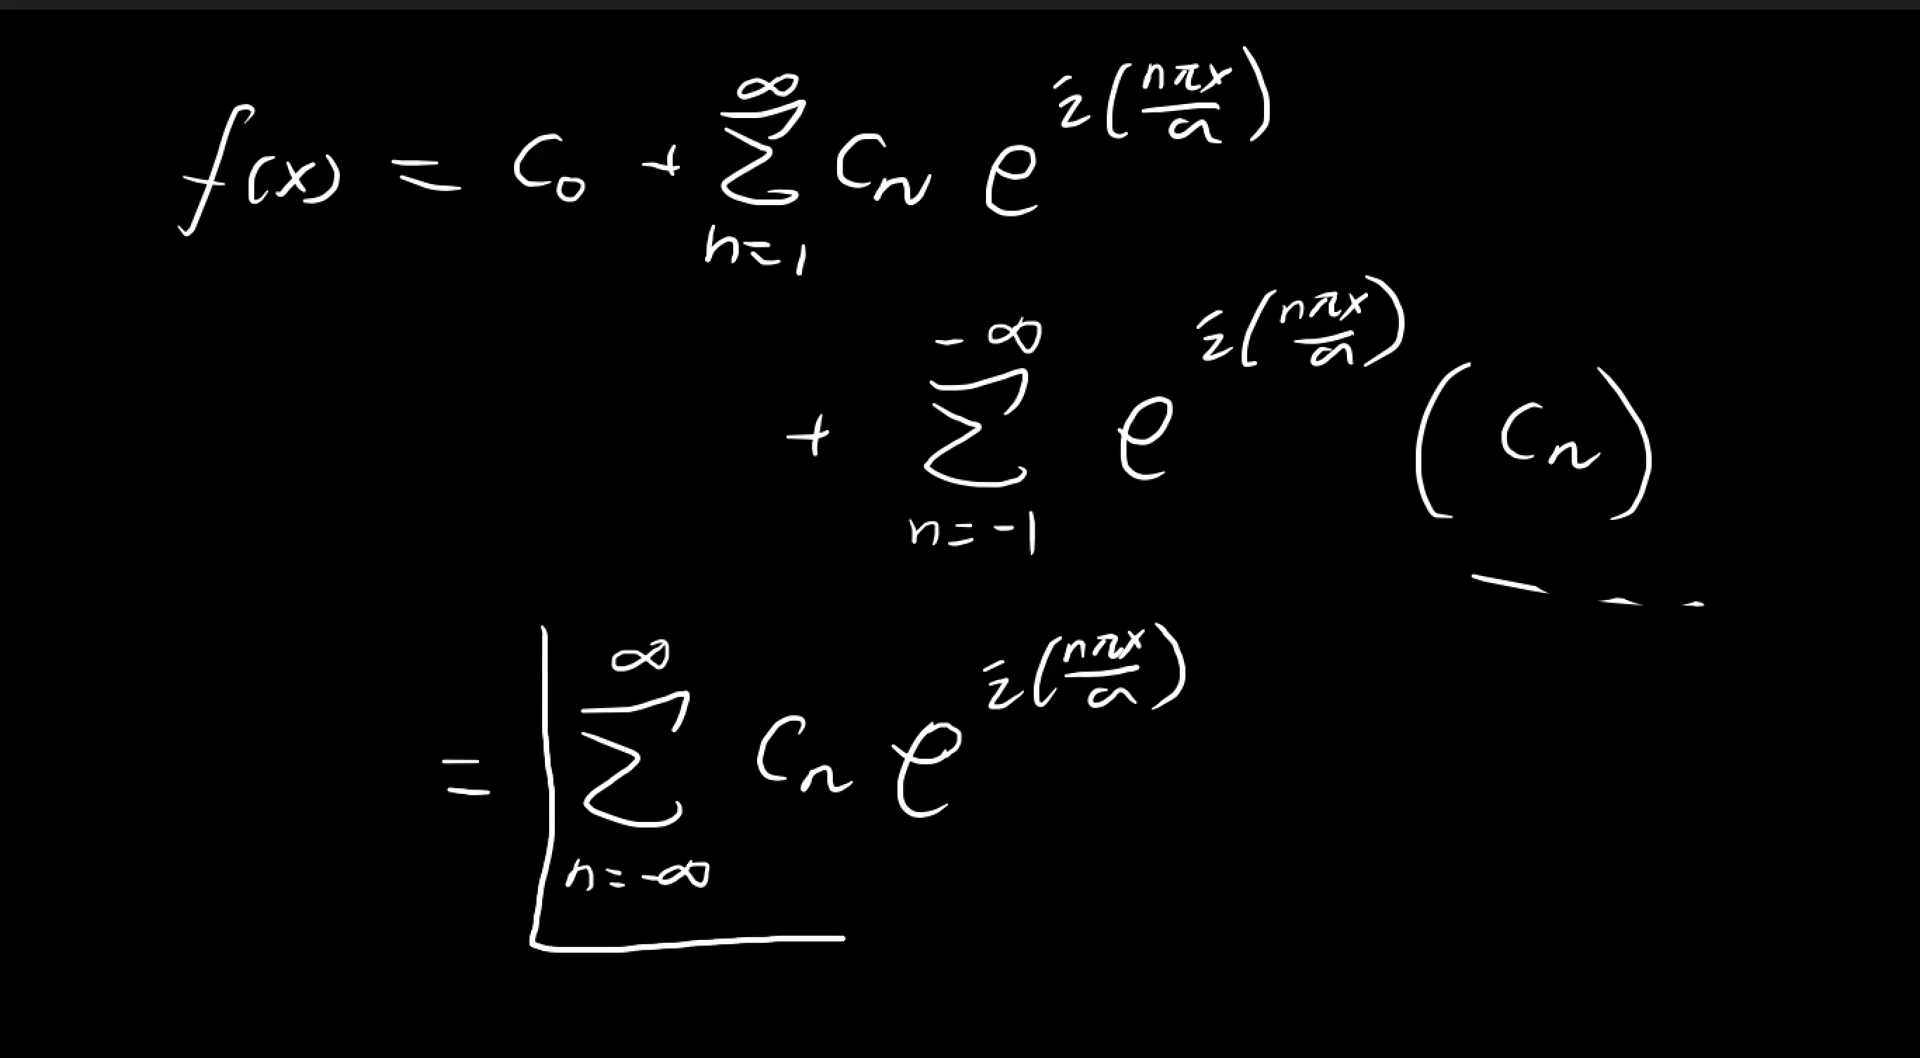 f(x) = C₀ + ∑_{n=1}^{∞} Cₙ e^{i(nπx/a)}
+ ∑_{n=-1}^{-∞} e^{i(nπx/a)} (Cₙ)
= ∑_{n=-∞}^{∞} Cₙ e^{i(nπx/a)}